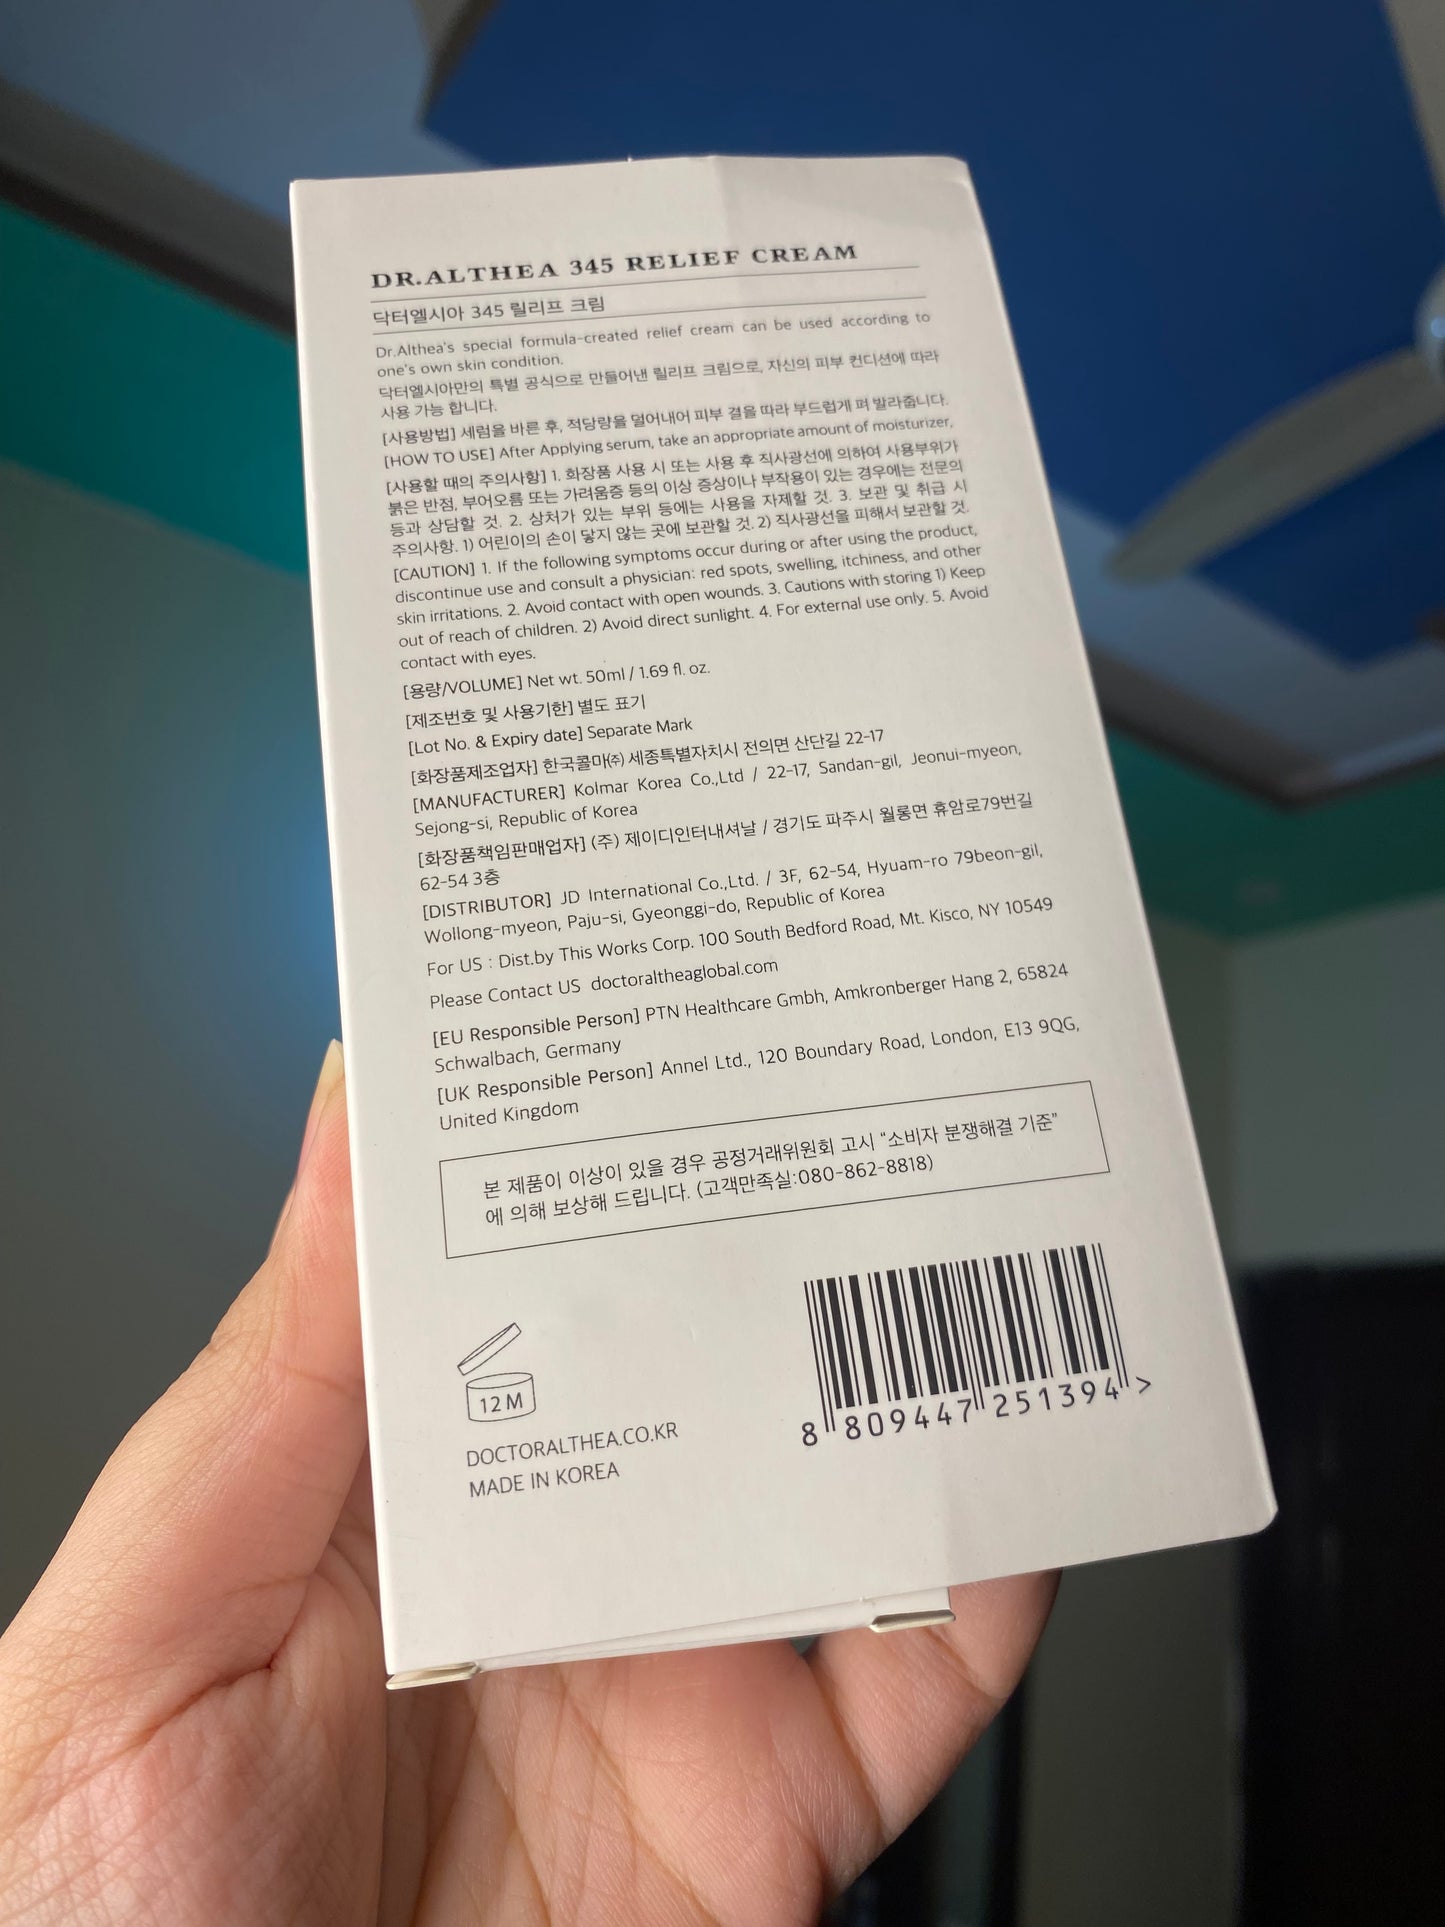 DR.ALTHEA 345 RELIEF CREAM
닥터엘시아 345 릴리프 크림
Dr.Althea's special formula-created relief cream can be used according to
one's own skin condition.
닥터엘시아만의 특별 공식으로 만들어낸 릴리프 크림으로, 자신의 피부 컨디션에 따라
사용 가능 합니다.
[사용방법] 세럼을 바른 후, 적당량을 덜어내어 피부 결을 따라 부드럽게 펴 발라줍니다.
[HOW TO USE] After Applying serum, take an appropriate amount of moisturizer,
[사용할 때의 주의사항] 1. 화장품 사용 시 또는 사용 후 직사광선에 의하여 사용부위가
붉은 반점, 부어오름 또는 가려움증 등의 이상 증상이나 부작용이 있는 경우에는 전문의
등과 상담할 것. 2. 상처가 있는 부위 등에는 사용을 자제할 것. 3. 보관 및 취급 시
주의사항. 1) 어린이의 손이 닿지 않는 곳에 보관할 것. 2) 직사광선을 피해서 보관할 것.
[CAUTION] 1. If the following symptoms occur during or after using the product,
discontinue use and consult a physician: red spots, swelling, itchiness, and other
skin irritations. 2. Avoid contact with open wounds. 3. Cautions with storing 1) Keep
out of reach of children. 2) Avoid direct sunlight. 4. For external use only. 5. Avoid
contact with eyes.
[용량/VOLUME] Net wt. 50ml / 1.69 fl. oz.
[제조번호 및 사용기한] 별도 표기
[Lot No. & Expiry date] Separate Mark
[화장품제조업자] 한국콜마㈜ 세종특별자치시 전의면 산단길 22-17
[MANUFACTURER] Kolmar Korea Co.,Ltd / 22-17, Sandan-gil, Jeonui-myeon,
Sejong-si, Republic of Korea
[화장품책임판매업자] (주) 제이디인터내셔날 / 경기도 파주시 월롱면 휴암로79번길
62-54 3층
[DISTRIBUTOR] JD International Co.,Ltd. / 3F, 62-54, Hyuam-ro 79beon-gil,
Wollong-myeon, Paju-si, Gyeonggi-do, Republic of Korea
For US : Dist.by This Works Corp. 100 South Bedford Road, Mt. Kisco, NY 10549
Please Contact US doctoraltheaglobal.com
[EU Responsible Person] PTN Healthcare Gmbh, Amkronberger Hang 2, 65824
Schwalbach, Germany
[UK Responsible Person] Annel Ltd., 120 Boundary Road, London, E13 9QG,
United Kingdom
본 제품이 이상이 있을 경우 공정거래위원회 고시 “소비자 분쟁해결 기준”
에 의해 보상해 드립니다. (고객만족실:080-862-8818)
12M
DOCTORALTHEA.CO.KR
MADE IN KOREA
8 809447 251394 >